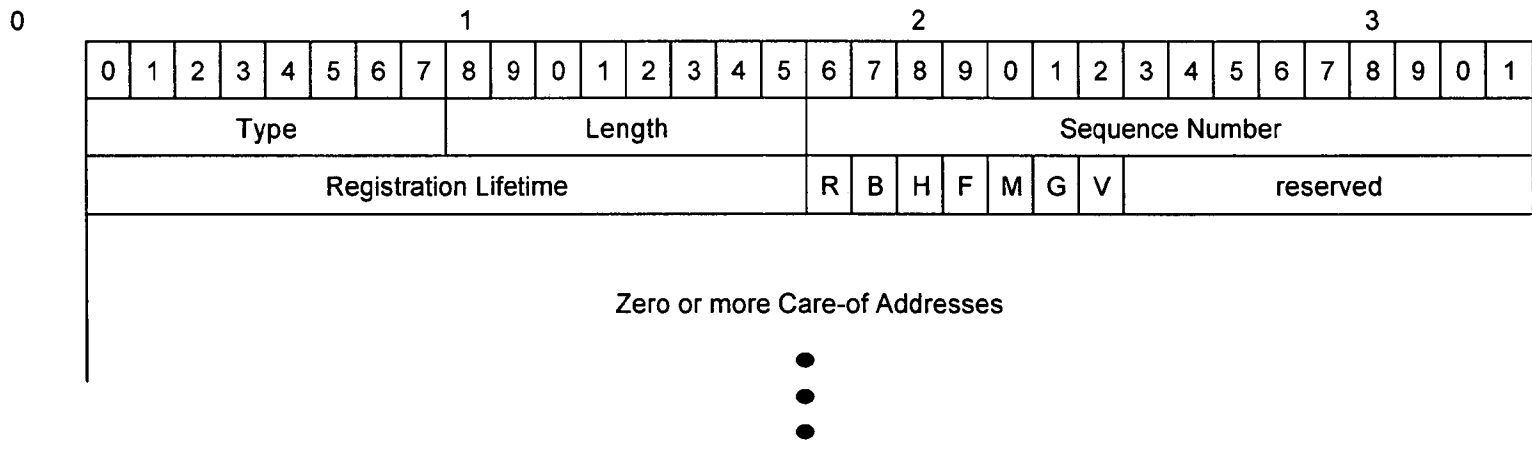 0 1 2 3
0 1 2 3 4 5 6 7 8 9 0 1 2 3 4 5 6 7 8 9 0 1 2 3 4 5 6 7 8 9 0 1
Type Length Sequence Number
Registration Lifetime R B H F M G V reserved
Zero or more Care-of Addresses